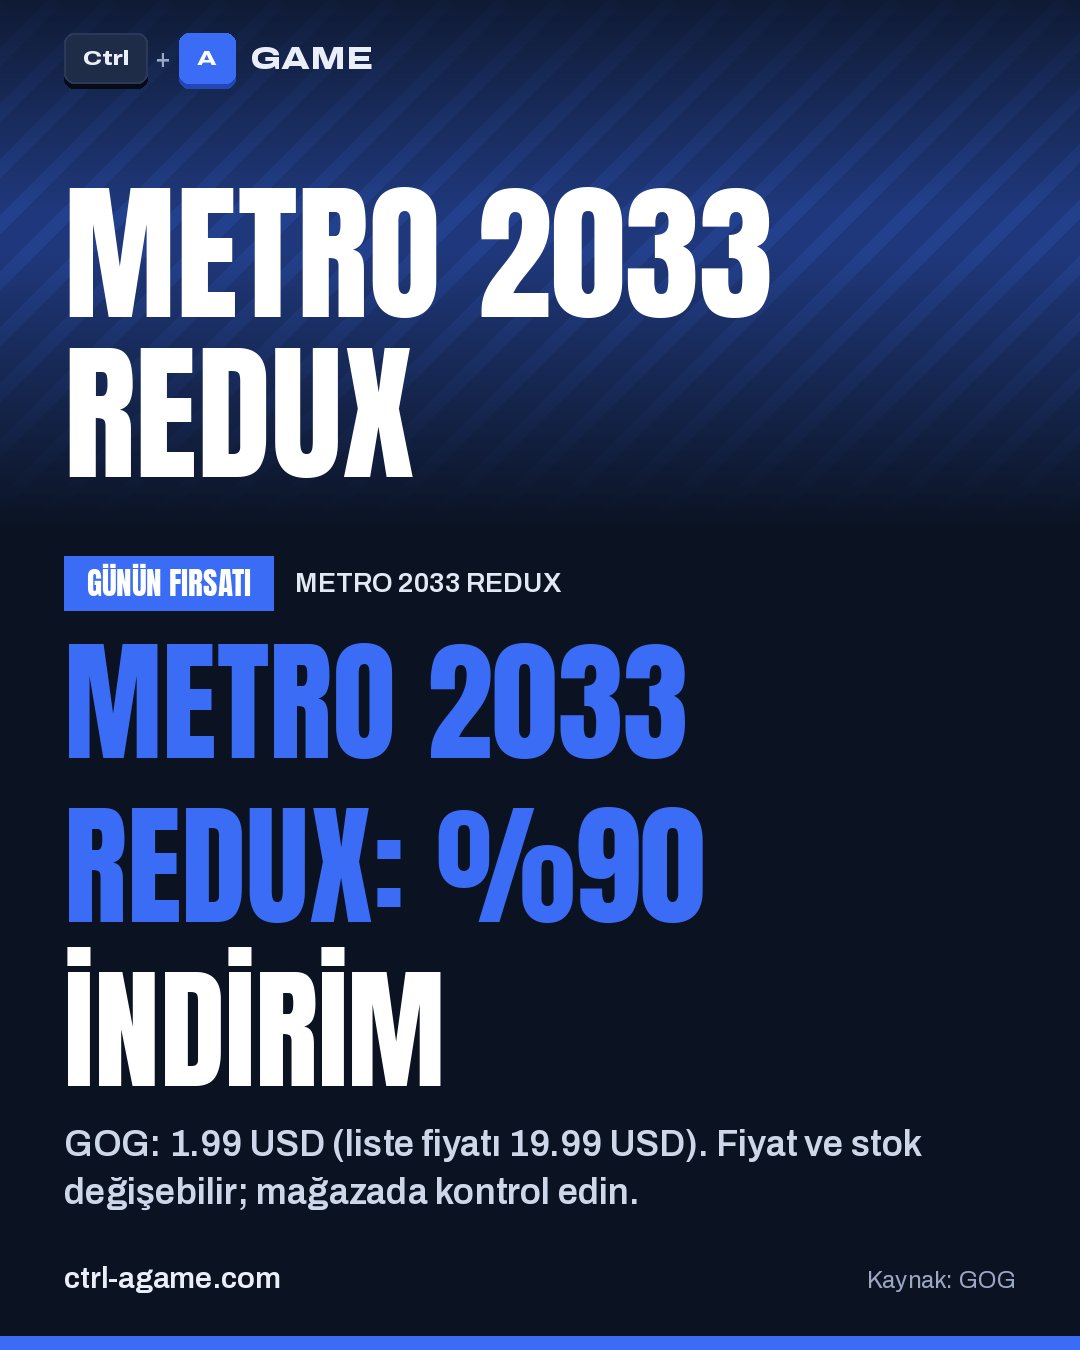 Ctrl + A GAME
METRO 2033
REDUX
GÜNÜN FIRSATI METRO 2033 REDUX
METRO 2033
REDUX: %90
İNDİRİM
GOG: 1.99 USD (liste fiyatı 19.99 USD). Fiyat ve stok
değişebilir; mağazada kontrol edin.
ctrl-agame.com Kaynak: GOG